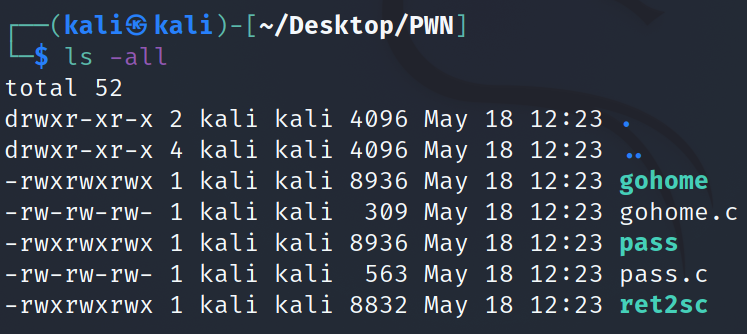 ┌──(kali㉿kali)-[~/Desktop/PWN]
└─$ ls -all
total 52
drwxr-xr-x 2 kali kali 4096 May 18 12:23 .
drwxr-xr-x 4 kali kali 4096 May 18 12:23 ..
-rwxrwxrwx 1 kali kali 8936 May 18 12:23 gohome
-rw-rw-rw- 1 kali kali  309 May 18 12:23 gohome.c
-rwxrwxrwx 1 kali kali 8936 May 18 12:23 pass
-rw-rw-rw- 1 kali kali  563 May 18 12:23 pass.c
-rwxrwxrwx 1 kali kali 8832 May 18 12:23 ret2sc